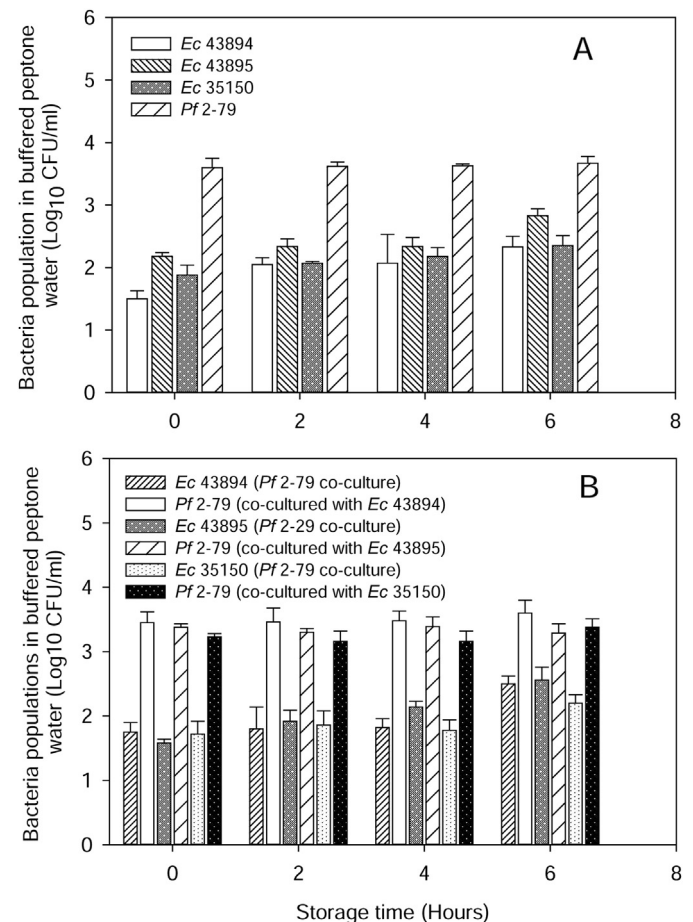 A
Ec 43894
Ec 43895
Ec 35150
Pf 2-79
Bacteria population in buffered peptone
water (Log10 CFU/ml)
6
5
4
3
2
1
0
0 2 4 6 8
B
Ec 43894 (Pf 2-79 co-culture)
Pf 2-79 (co-cultured with Ec 43894)
Ec 43895 (Pf 2-29 co-culture)
Pf 2-79 (co-cultured with Ec 43895)
Ec 35150 (Pf 2-79 co-culture)
Pf 2-79 (co-cultured with Ec 35150)
Bacteria populations in buffered peptone
water (Log10 CFU/ml)
6
5
4
3
2
1
0
0 2 4 6 8
Storage time (Hours)